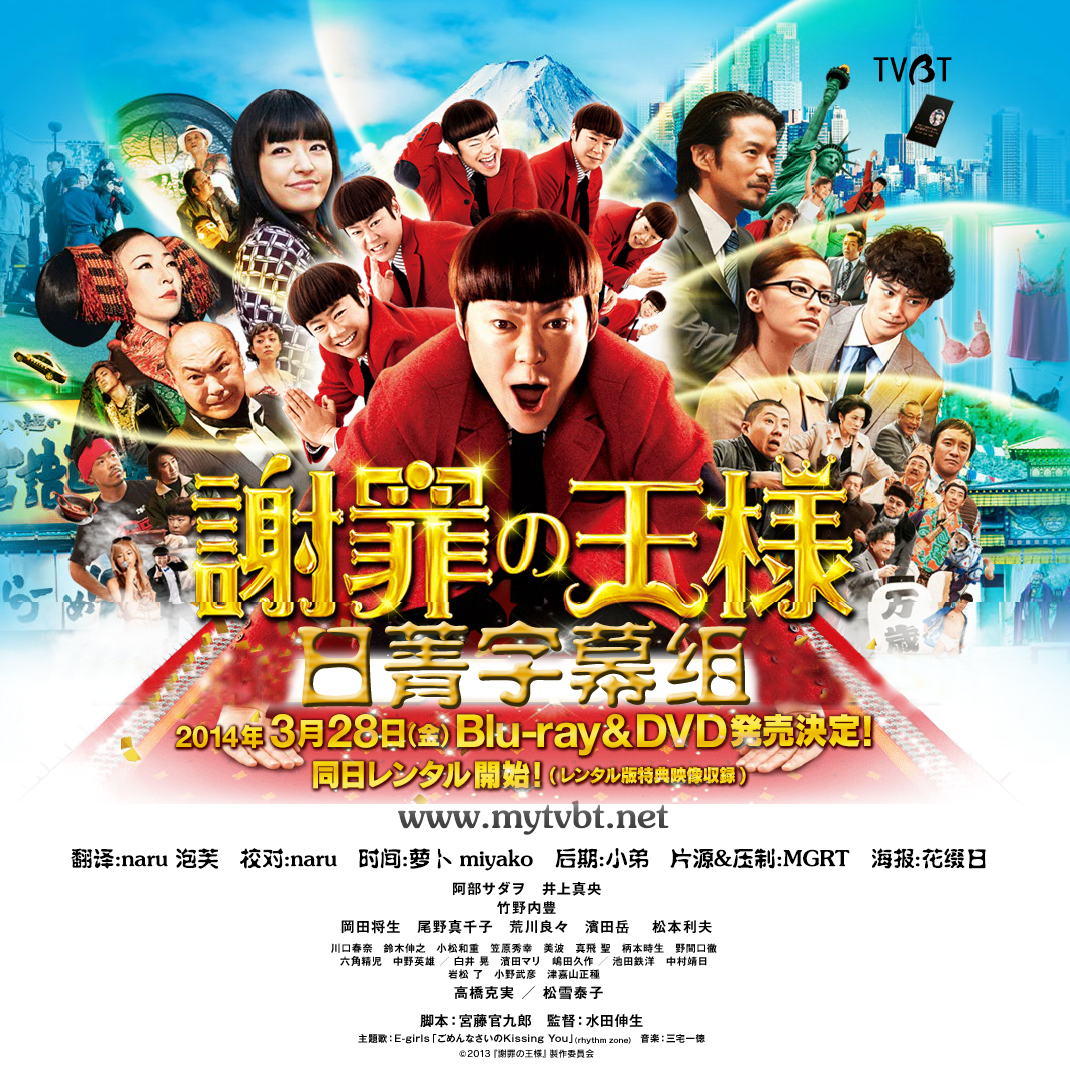 TVBT
謝罪の王様
日菁字幕组
2014年3月28日(金)Blu-ray&DVD発売決定!
同日レンタル開始!(レンタル版特典映像収録)
www.mytvbt.net
翻译:naru 泡芙 校对:naru 时间:萝卜 miyako 后期:小弟 片源&压制:MGRT 海报:花缀日
阿部サダヲ 井上真央
竹野内豊
岡田将生 尾野真千子 荒川良々 濱田岳 松本利夫
川口春奈 鈴木伸之 小松和重 笠原秀幸 美波 真飛 聖 柄本時生 野間口徹
六角精児 中野英雄 ／ 白井 晃 濱田マリ 嶋田久作 ／ 池田鉄洋 中村靖日
岩松 了 小野武彦 津嘉山正種
高橋克実 ／ 松雪泰子
脚本：宮藤官九郎 監督：水田伸生
主題歌：E-girls「ごめんなさいのKissing You」(rhythm zone) 音楽：三宅一徳
©2013『謝罪の王様』製作委員会
万歳